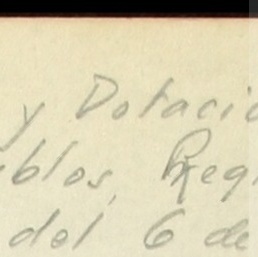 y Dotació
blos, Reg
del 6 de